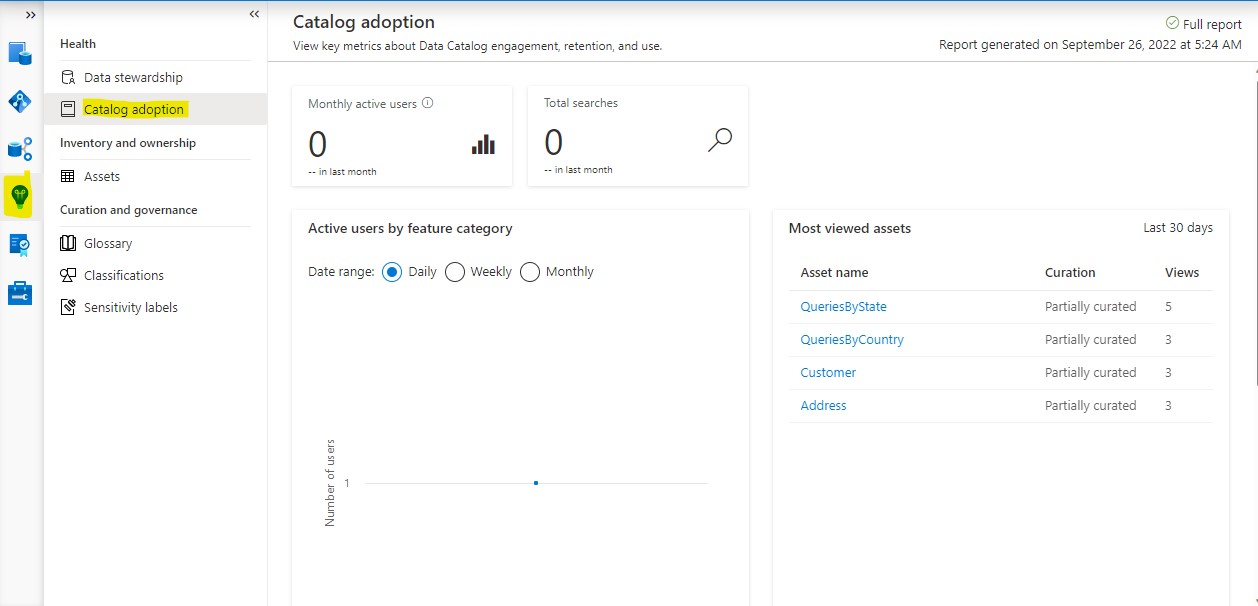 Health
Data stewardship
Catalog adoption
Inventory and ownership
Assets
Curation and governance
Glossary
Classifications
Sensitivity labels
Catalog adoption
View key metrics about Data Catalog engagement, retention, and use.
Full report
Report generated on September 26, 2022 at 5:24 AM
Monthly active users
0
-- in last month
Total searches
0
-- in last month
Active users by feature category
Date range: Daily Weekly Monthly
Number of users
1
Most viewed assets Last 30 days
Asset name Curation Views
QueriesByState Partially curated 5
QueriesByCountry Partially curated 3
Customer Partially curated 3
Address Partially curated 3